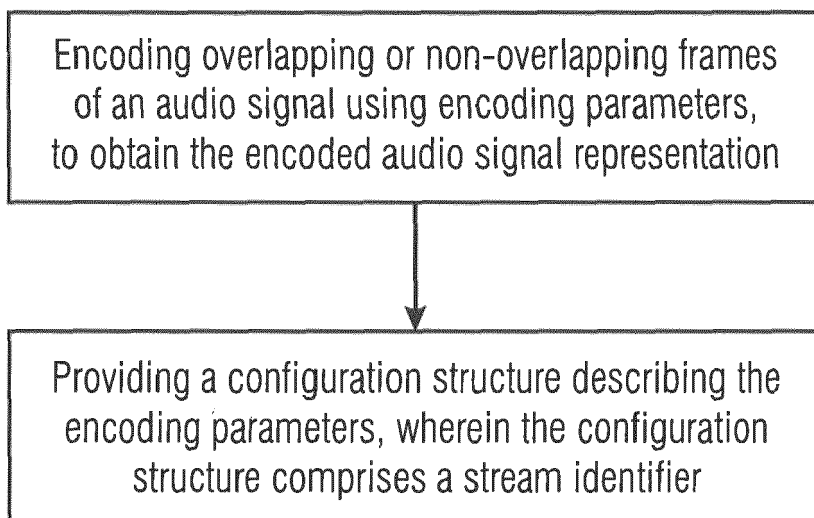 Encoding overlapping or non-overlapping frames
of an audio signal using encoding parameters,
to obtain the encoded audio signal representation
Providing a configuration structure describing the
encoding parameters, wherein the configuration
structure comprises a stream identifier